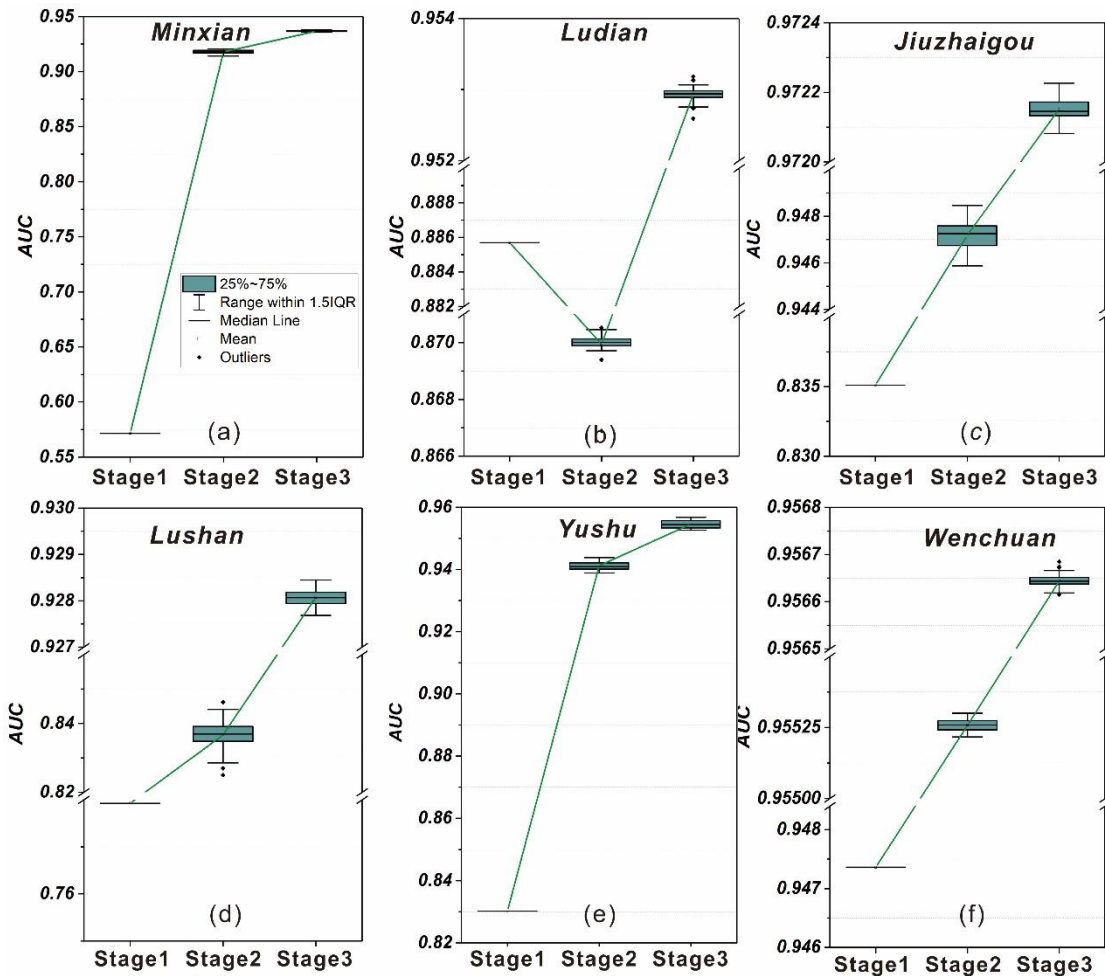 Minxian
AUC
0.95
0.90
0.85
0.80
0.75
0.70
0.65
0.60
0.55
25%~75%
Range within 1.5IQR
Median Line
Mean
Outliers
(a)
Stage1 Stage2 Stage3
Ludian
AUC
0.954
0.952
0.888
0.886
0.884
0.882
0.870
0.868
0.866
(b)
Stage1 Stage2 Stage3
Jiuzhaigou
AUC
0.9724
0.9722
0.9720
0.948
0.946
0.944
0.835
0.830
(c)
Stage1 Stage2 Stage3
Lushan
AUC
0.930
0.929
0.928
0.927
0.84
0.82
0.76
(d)
Stage1 Stage2 Stage3
Yushu
AUC
0.96
0.94
0.92
0.90
0.88
0.86
0.84
0.82
(e)
Stage1 Stage2 Stage3
Wenchuan
AUC
0.9568
0.9567
0.9566
0.9565
0.95525
0.95500
0.948
0.947
0.946
(f)
Stage1 Stage2 Stage3